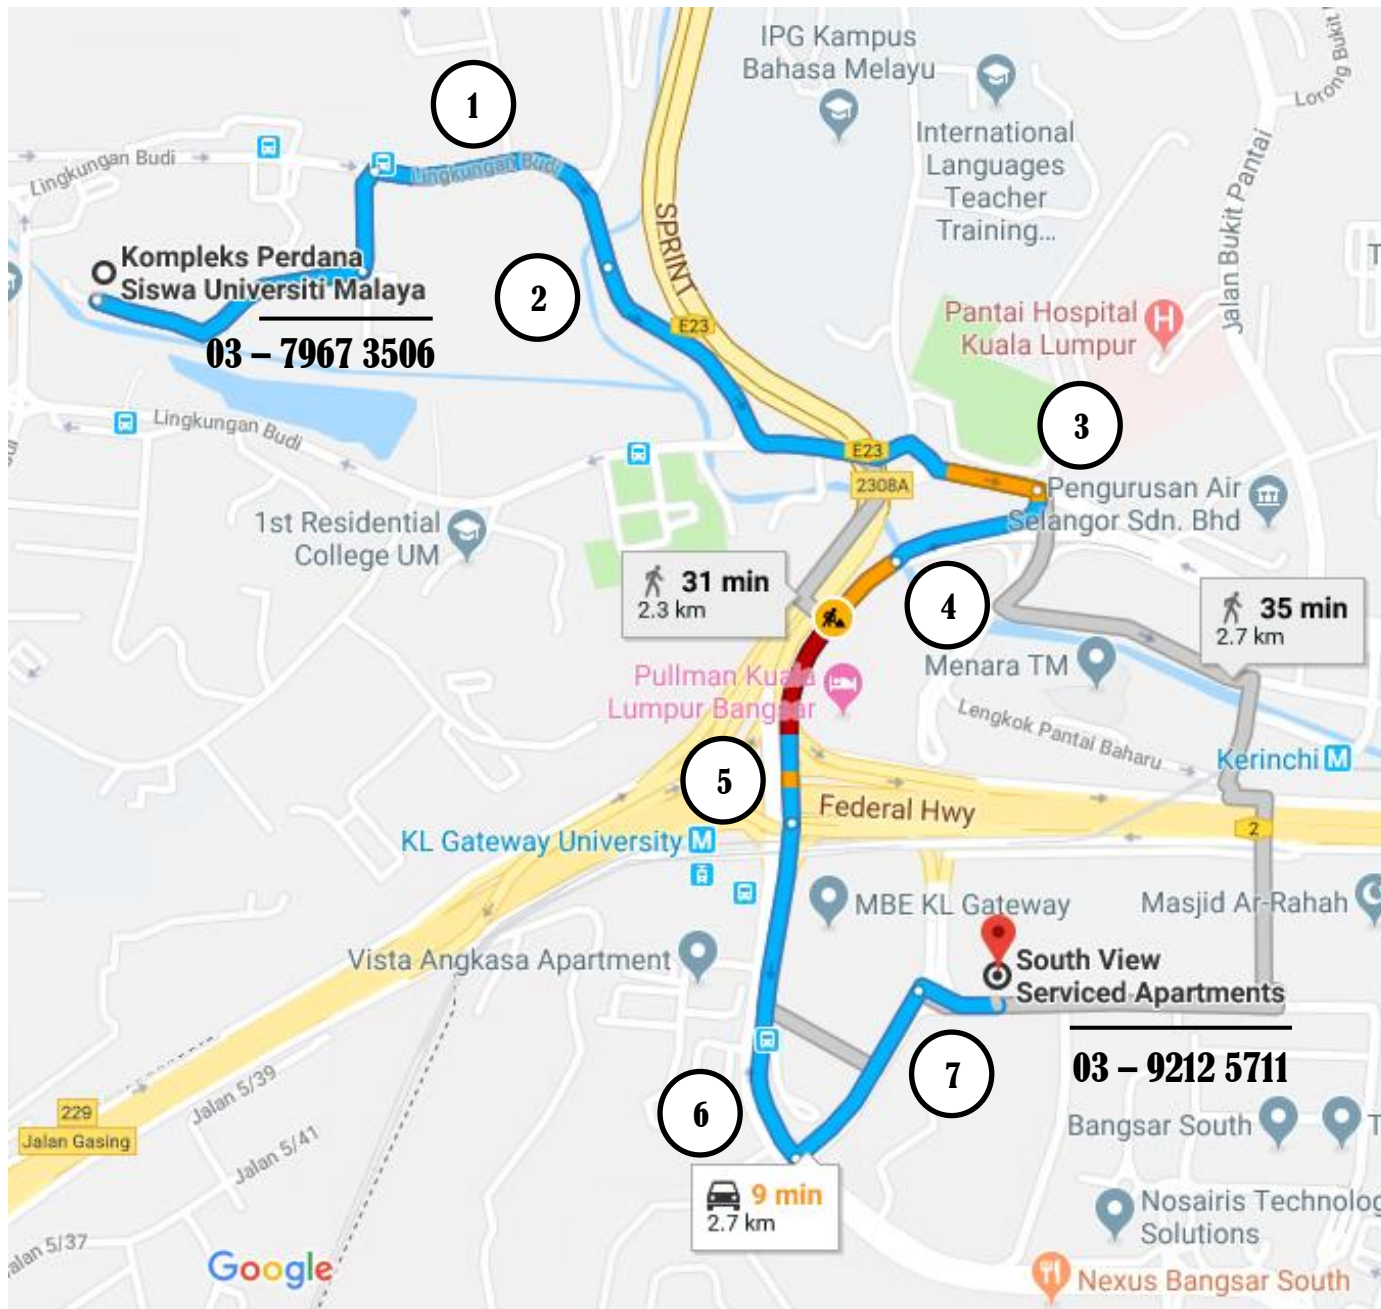 IPG Kampus
Bahasa Melayu
International
Languages
Teacher
Training...
Lorong Bukit
Jalan Bukit Pantai
1
Lingkungan Budi
Lingkungan Budi
SPRINT
Kompleks Perdana
Siswa Universiti Malaya
03 – 7967 3506
2
E23
Pantai Hospital
Kuala Lumpur
H
3
Lingkungan Budi
E23
2308A
Pengurusan Air
Selangor Sdn. Bhd
1st Residential
College UM
31 min
2.3 km
4
35 min
2.7 km
Menara TM
Pullman Kuala
Lumpur Bangsar
Lengkok Pantai Baharu
Kerinchi M
5
Federal Hwy
2
KL Gateway University M
MBE KL Gateway
Masjid Ar-Rahah
Vista Angkasa Apartment
South View
Serviced Apartments
03 – 9212 5711
7
6
229
Jalan Gasing
Jalan 5/39
Jalan 5/41
Bangsar South
T
9 min
2.7 km
Nosairis Technolog
Solutions
alan 5/37
Google
Nexus Bangsar South